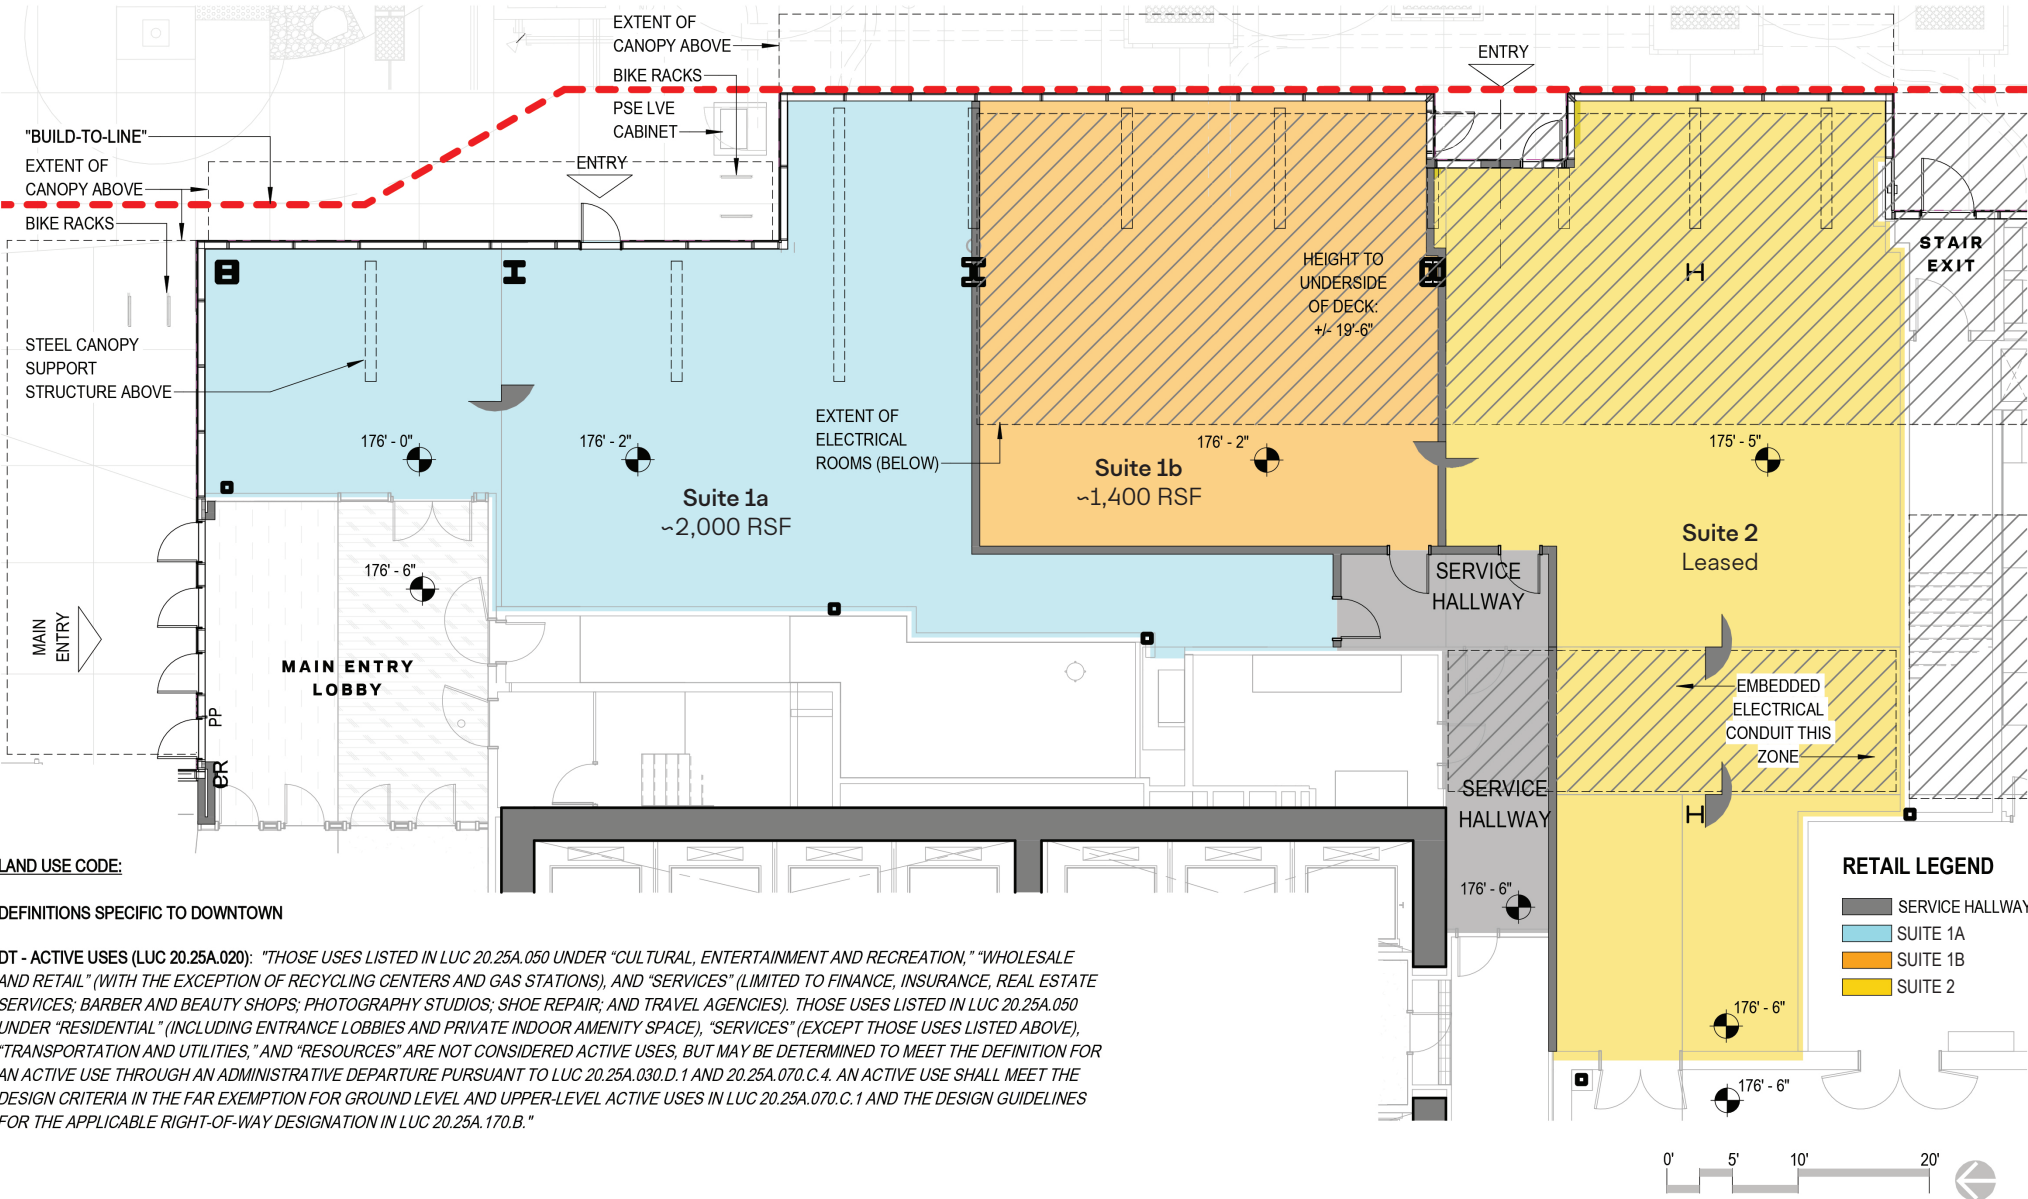 EXTENT OF
CANOPY ABOVE
BIKE RACKS
PSE LVE
CABINET
ENTRY
ENTRY
"BUILD-TO-LINE"
EXTENT OF
CANOPY ABOVE
BIKE RACKS
STEEL CANOPY
SUPPORT
STRUCTURE ABOVE
HEIGHT TO
UNDERSIDE
OF DECK:
+/- 19'-6"
STAIR
EXIT
EXTENT OF
ELECTRICAL
ROOMS (BELOW)
176' - 0"
176' - 2"
176' - 2"
175' - 5"
Suite 1a
~2,000 RSF
Suite 1b
~1,400 RSF
Suite 2
Leased
176' - 6"
SERVICE
HALLWAY
MAIN
ENTRY
MAIN ENTRY
LOBBY
PP
CR
EMBEDDED
ELECTRICAL
CONDUIT THIS
ZONE
SERVICE
HALLWAY
176' - 6"
176' - 6"
176' - 6"
LAND USE CODE:
DEFINITIONS SPECIFIC TO DOWNTOWN
DT - ACTIVE USES (LUC 20.25A.020): "THOSE USES LISTED IN LUC 20.25A.050 UNDER “CULTURAL, ENTERTAINMENT AND RECREATION,” “WHOLESALE
AND RETAIL” (WITH THE EXCEPTION OF RECYCLING CENTERS AND GAS STATIONS), AND “SERVICES” (LIMITED TO FINANCE, INSURANCE, REAL ESTATE
SERVICES; BARBER AND BEAUTY SHOPS; PHOTOGRAPHY STUDIOS; SHOE REPAIR; AND TRAVEL AGENCIES). THOSE USES LISTED IN LUC 20.25A.050
UNDER “RESIDENTIAL” (INCLUDING ENTRANCE LOBBIES AND PRIVATE INDOOR AMENITY SPACE), “SERVICES” (EXCEPT THOSE USES LISTED ABOVE),
“TRANSPORTATION AND UTILITIES,” AND “RESOURCES” ARE NOT CONSIDERED ACTIVE USES, BUT MAY BE DETERMINED TO MEET THE DEFINITION FOR
AN ACTIVE USE THROUGH AN ADMINISTRATIVE DEPARTURE PURSUANT TO LUC 20.25A.030.D.1 AND 20.25A.070.C.4. AN ACTIVE USE SHALL MEET THE
DESIGN CRITERIA IN THE FAR EXEMPTION FOR GROUND LEVEL AND UPPER-LEVEL ACTIVE USES IN LUC 20.25A.070.C.1 AND THE DESIGN GUIDELINES
FOR THE APPLICABLE RIGHT-OF-WAY DESIGNATION IN LUC 20.25A.170.B."
RETAIL LEGEND
SERVICE HALLWAY
SUITE 1A
SUITE 1B
SUITE 2
0' 5' 10' 20'